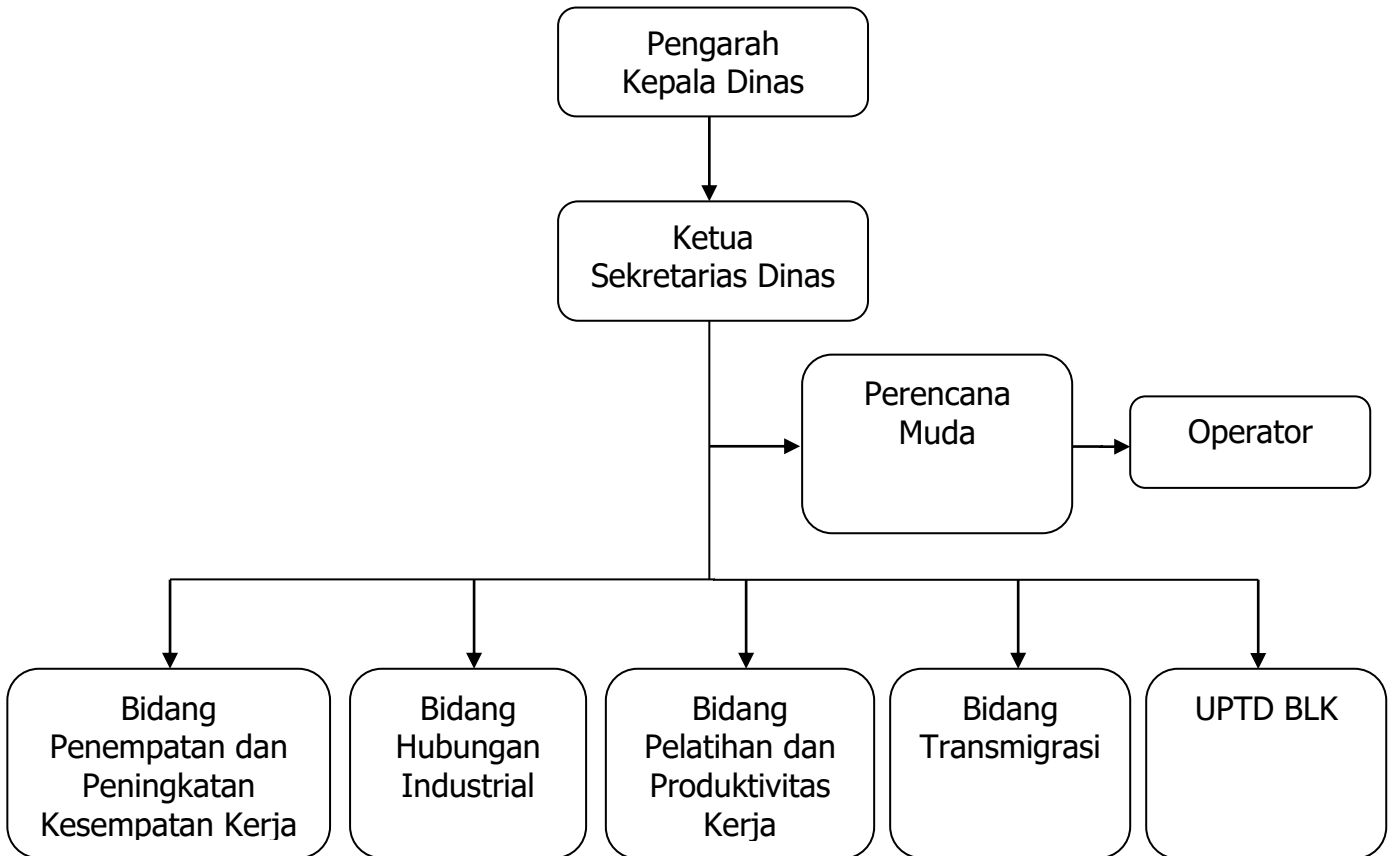 Pengarah
Kepala Dinas
Ketua
Sekretarias Dinas
Perencana
Muda
Operator
Bidang
Penempatan dan
Peningkatan
Kesempatan Kerja
Bidang
Hubungan
Industrial
Bidang
Pelatihan dan
Produktivitas
Kerja
Bidang
Transmigrasi
UPTD BLK